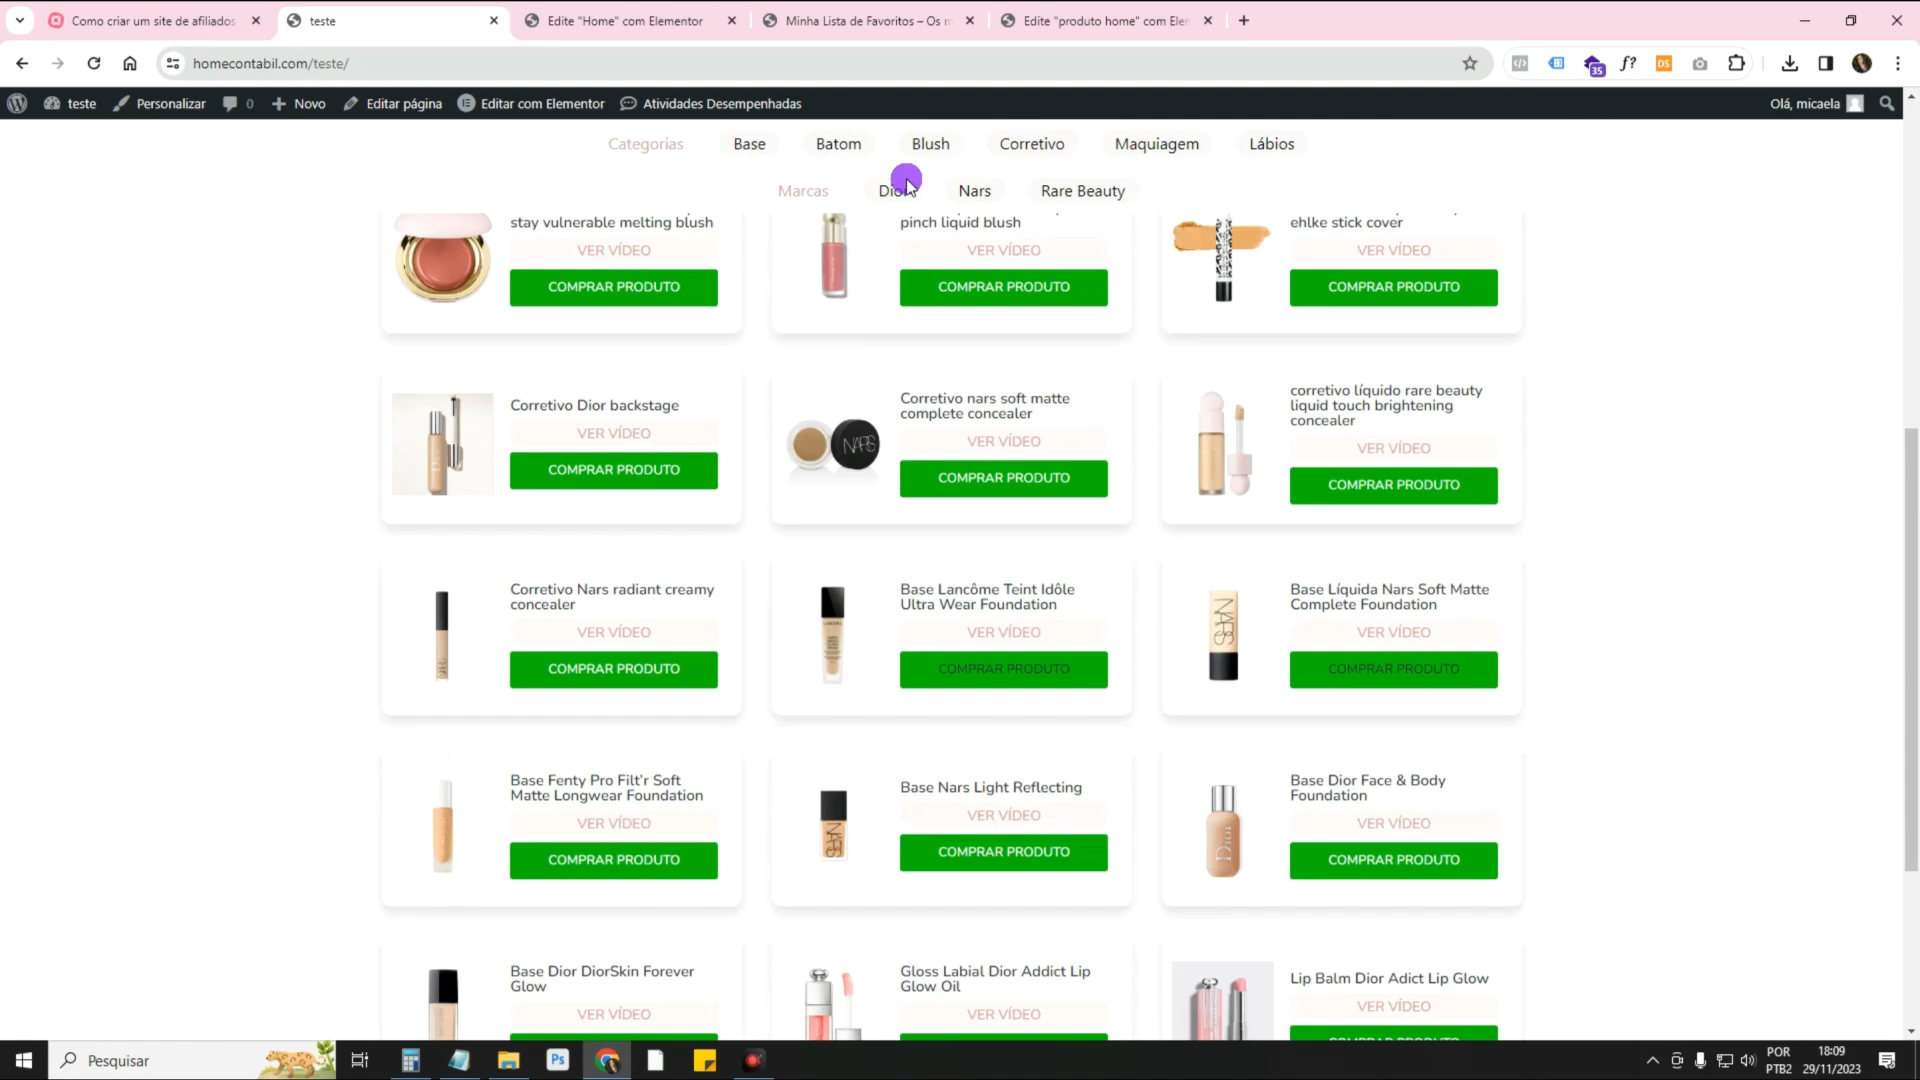 Como criar um site de afiliados
teste
Edite "Home" com Elementor
Minha Lista de Favoritos – Os m
Edite "produto home" com Ele
homecontabil.com/teste/
35
f?
DS
teste
Personalizar
0
Novo
Editar página
Editar com Elementor
Atividades Desempenhadas
Olá, micaela
Categorias
Base
Batom
Blush
Corretivo
Maquiagem
Lábios
Marcas
Dior
Nars
Rare Beauty
stay vulnerable melting blush
VER VÍDEO
COMPRAR PRODUTO
pinch liquid blush
VER VÍDEO
COMPRAR PRODUTO
ehlke stick cover
VER VÍDEO
COMPRAR PRODUTO
Corretivo Dior backstage
VER VÍDEO
COMPRAR PRODUTO
NARS
Corretivo nars soft matte
complete concealer
VER VÍDEO
COMPRAR PRODUTO
corretivo líquido rare beauty
liquid touch brightening
concealer
VER VÍDEO
COMPRAR PRODUTO
Corretivo Nars radiant creamy
concealer
VER VÍDEO
COMPRAR PRODUTO
Base Lancôme Teint Idôle
Ultra Wear Foundation
VER VÍDEO
COMPRAR PRODUTO
NARS
Base Líquida Nars Soft Matte
Complete Foundation
VER VÍDEO
COMPRAR PRODUTO
Base Fenty Pro Filt'r Soft
Matte Longwear Foundation
VER VÍDEO
COMPRAR PRODUTO
NARS
Base Nars Light Reflecting
VER VÍDEO
COMPRAR PRODUTO
Dior
Base Dior Face & Body
Foundation
VER VÍDEO
COMPRAR PRODUTO
Base Dior DiorSkin Forever
Glow
VER VÍDEO
Gloss Labial Dior Addict Lip
Glow Oil
VER VÍDEO
Lip Balm Dior Adict Lip Glow
VER VÍDEO
Pesquisar
Ps
POR
PTB2
18:09
29/11/2023